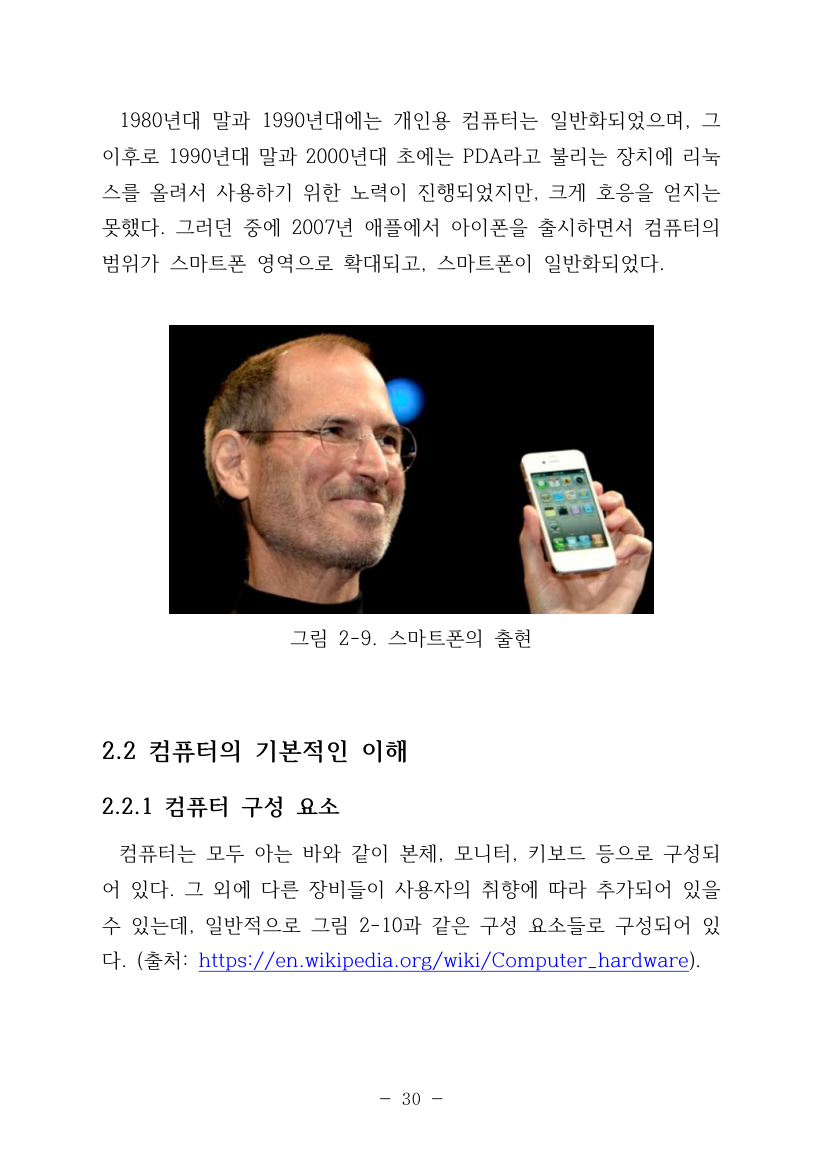 1980년대 말과 1990년대에는 개인용 컴퓨터는 일반화되었으며, 그
이후로 1990년대 말과 2000년대 초에는 PDA라고 불리는 장치에 리눅
스를 올려서 사용하기 위한 노력이 진행되었지만, 크게 호응을 얻지는
못했다. 그러던 중에 2007년 애플에서 아이폰을 출시하면서 컴퓨터의
범위가 스마트폰 영역으로 확대되고, 스마트폰이 일반화되었다.
그림 2-9. 스마트폰의 출현
2.2 컴퓨터의 기본적인 이해
2.2.1 컴퓨터 구성 요소
컴퓨터는 모두 아는 바와 같이 본체, 모니터, 키보드 등으로 구성되
어 있다. 그 외에 다른 장비들이 사용자의 취향에 따라 추가되어 있을
수 있는데, 일반적으로 그림 2-10과 같은 구성 요소들로 구성되어 있
다. (출처: https://en.wikipedia.org/wiki/Computer_hardware).
- 30 -